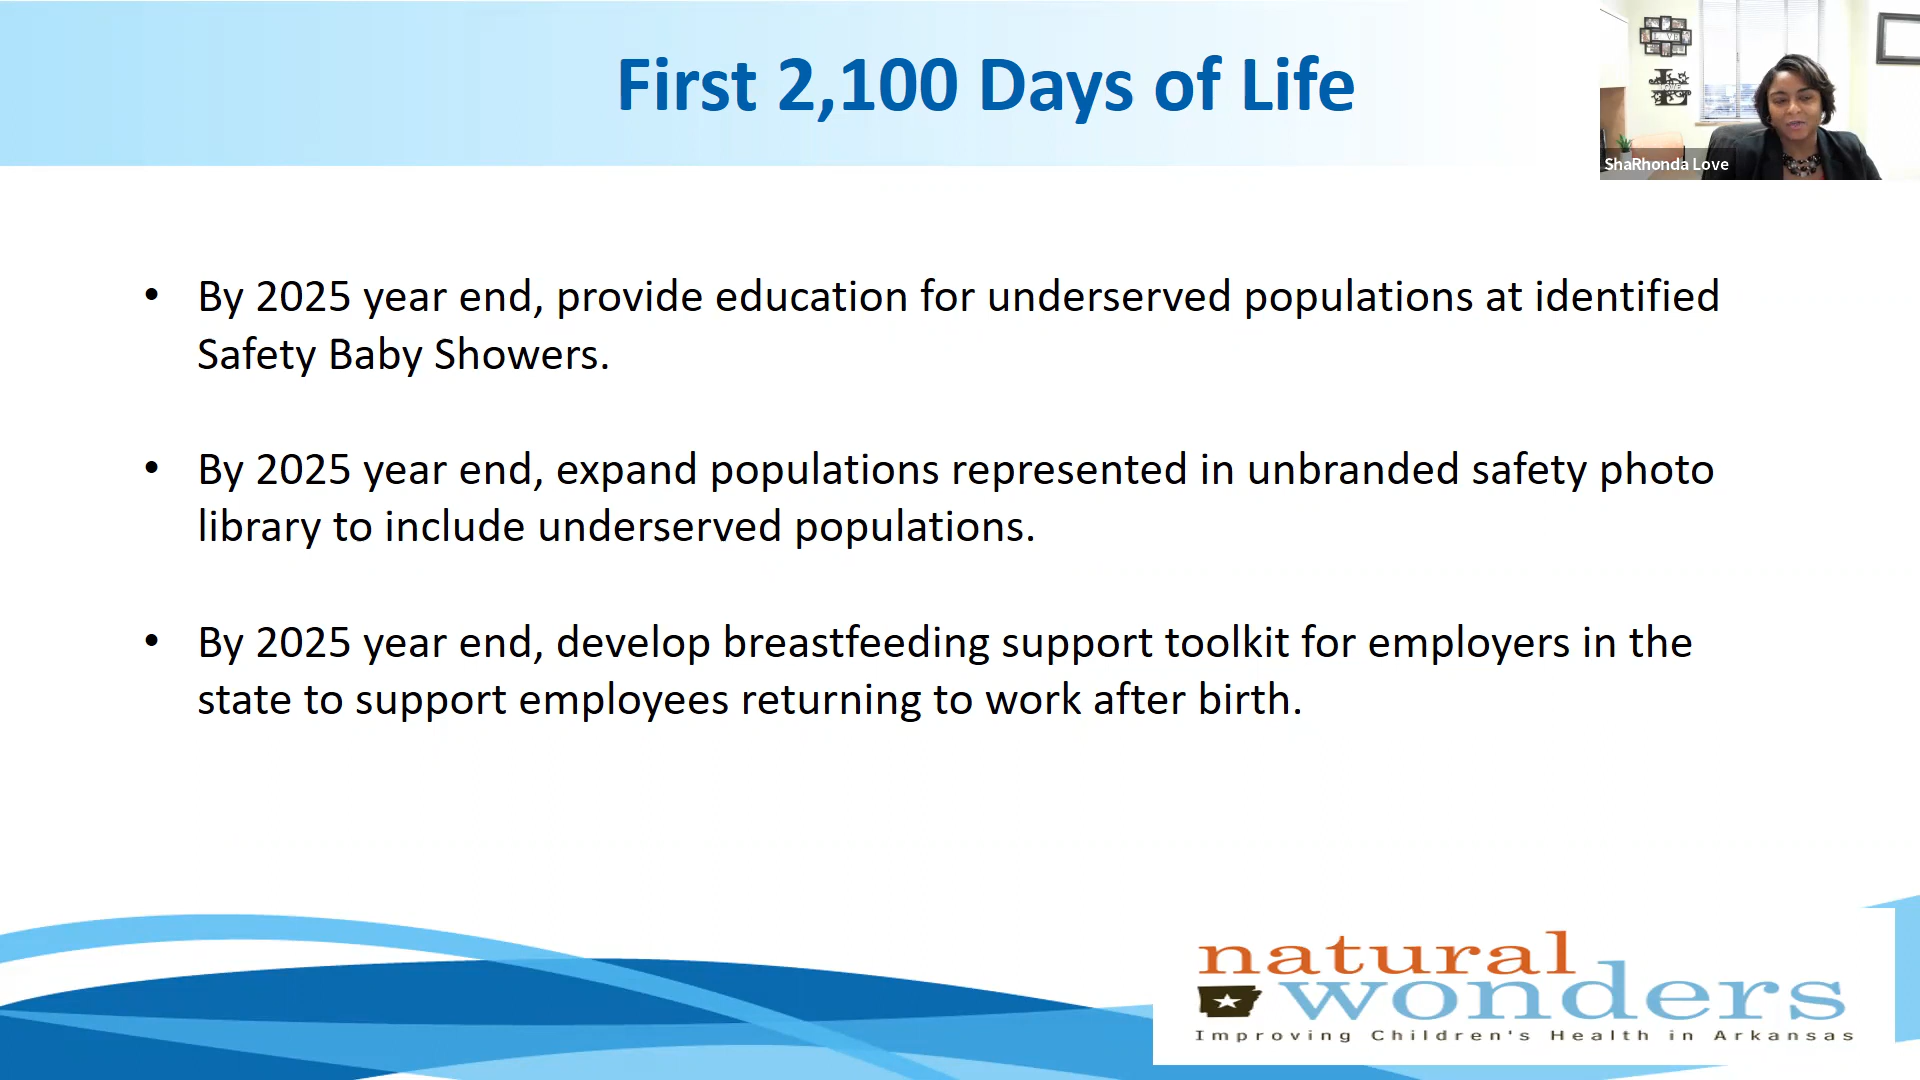 First 2,100 Days of Life
ShaRhonda Love
• By 2025 year end, provide education for underserved populations at identified
Safety Baby Showers.
• By 2025 year end, expand populations represented in unbranded safety photo
library to include underserved populations.
• By 2025 year end, develop breastfeeding support toolkit for employers in the
state to support employees returning to work after birth.
natural
wonders
Improving Children's Health in Arkansas